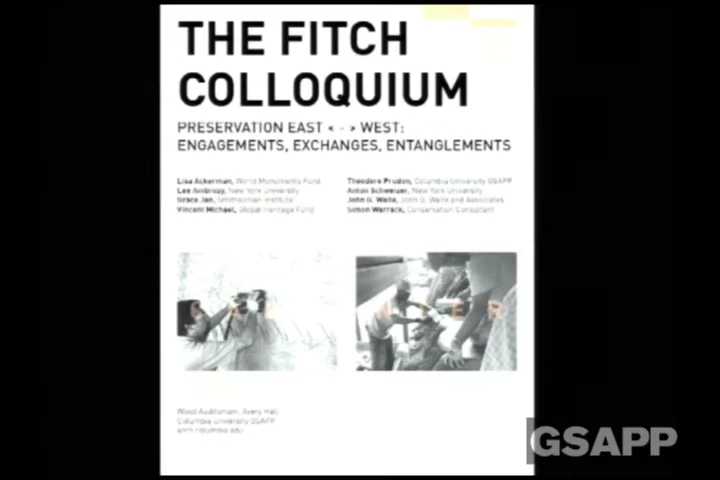 THE FITCH
COLLOQUIUM
PRESERVATION EAST < - > WEST:
ENGAGEMENTS, EXCHANGES, ENTANGLEMENTS
Lisa Ackerman, World Monuments Fund
Lee Ambrozy, New York University
Grace Jan, Smithsonian Institute
Vincent Michael, Global Heritage Fund
Theodore Prudon, Columbia University GSAPP
Anton Schweizer, New York University
John G. Waite, John G. Waite and Associates
Simon Warrack, Conservation Consultant
Wood Auditorium, Avery Hall
Columbia University GSAPP
arch.columbia.edu
GSAPP